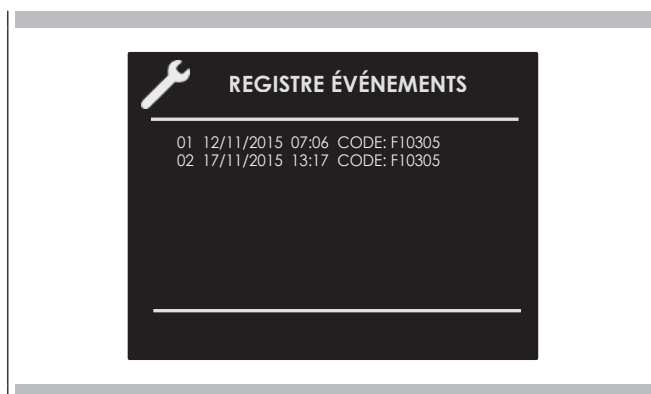 REGISTRE ÉVÉNEMENTS
01 12/11/2015 07:06 CODE: F10305
02 17/11/2015 13:17 CODE: F10305